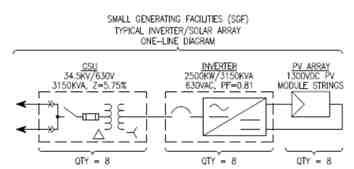 SMALL GENERATING FACILITIES (SGF)
TYPICAL INVERTER/SOLAR ARRAY
ONE-LINE DIAGRAM
GSU
34.5KV/630V
3150KVA, Z=5.75%
INVERTER
2500KW/3150KVA
630VAC, PF=0.81
PV ARRAY
1300VDC PV
MODULE STRINGS
QTY = 8
QTY = 8
QTY = 8